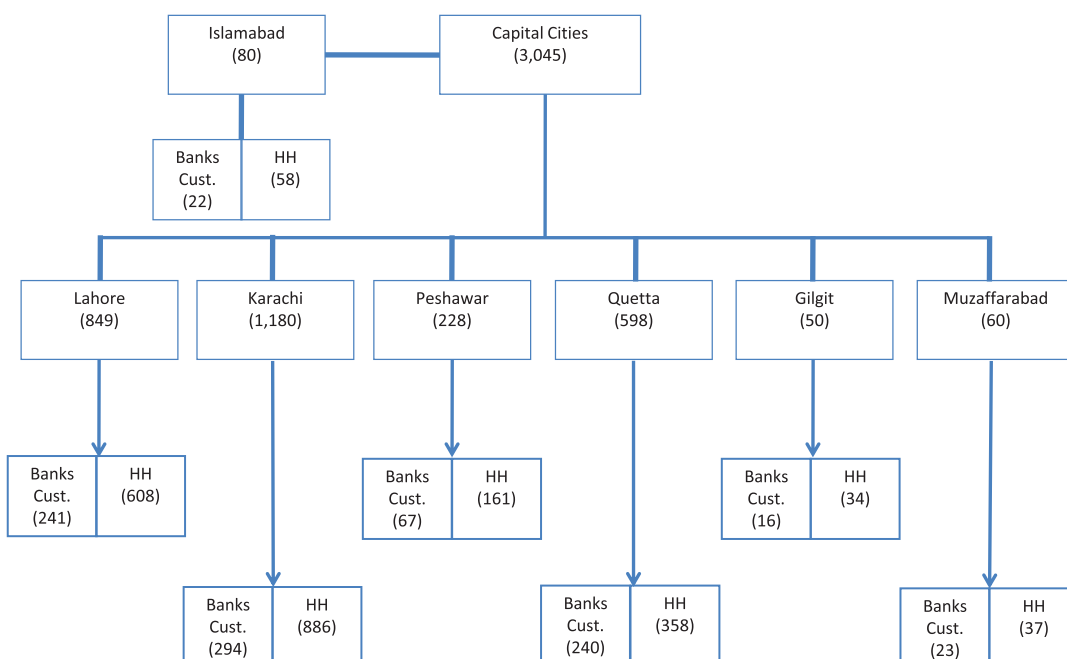 Islamabad
(80)
Capital Cities
(3,045)
Banks
Cust.
(22)
HH
(58)
Lahore
(849)
Karachi
(1,180)
Peshawar
(228)
Quetta
(598)
Gilgit
(50)
Muzaffarabad
(60)
Banks
Cust.
(241)
HH
(608)
Banks
Cust.
(67)
HH
(161)
Banks
Cust.
(16)
HH
(34)
Banks
Cust.
(294)
HH
(886)
Banks
Cust.
(240)
HH
(358)
Banks
Cust.
(23)
HH
(37)